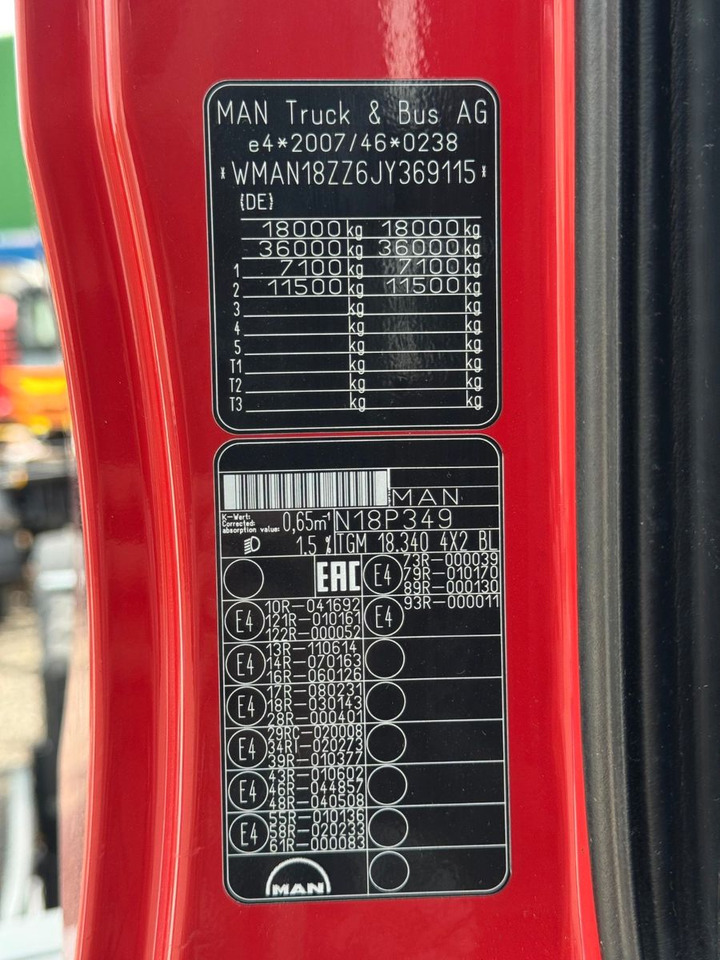 MAN Truck & Bus AG
e4*2007/46*0238
*WMAN18ZZ6JY369115*
(DE)
18000 kg 18000 kg
36000 kg 36000 kg
1 7100 kg 7100 kg
2 11500 kg 11500 kg
3 kg kg
4 kg kg
5 kg kg
T1 kg kg
T2 kg kg
T3 kg kg
MAN
K-Wert:
Corrected
absorption value: 0,65m-1 N18P349
1.5 % TGM 18.340 4X2 BL
EAC E4 73R-000039
79R-010170
89R-000130
E4 93R-000011
E4 10R-041692
121R-010161
122R-000052
E4 13R-110614
14R-070163
16R-060126
E4 17R-080231
18R-030143
28R-000401
E4 29RO-020008
34RI-020273
39R-010377
E4 43R-010602
46R-044857
48R-040508
E4 55R-010136
58R-020233
61R-000083
MAN